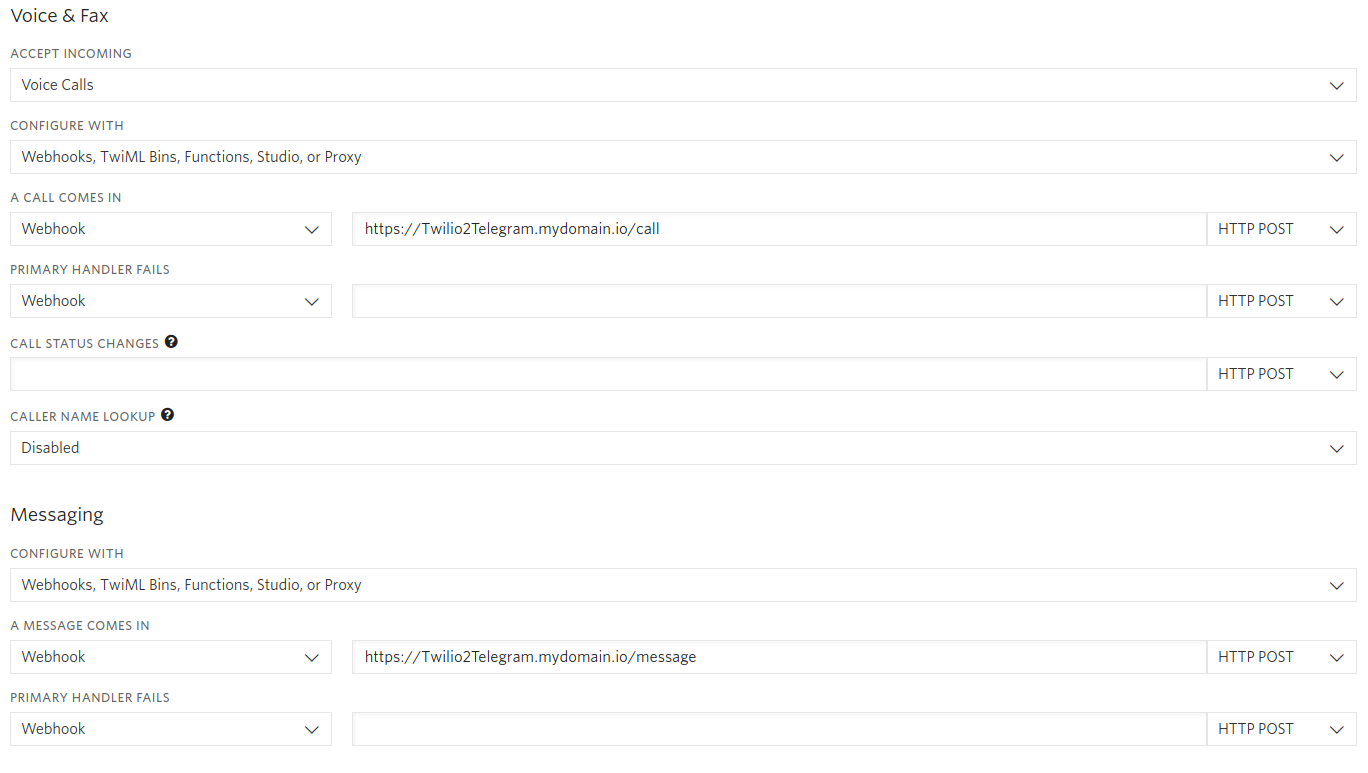 Voice & Fax
ACCEPT INCOMING
Voice Calls
CONFIGURE WITH
Webhooks, TwiML Bins, Functions, Studio, or Proxy
A CALL COMES IN
Webhook https://Twilio2Telegram.mydomain.io/call HTTP POST
PRIMARY HANDLER FAILS
Webhook HTTP POST
CALL STATUS CHANGES ?
HTTP POST
CALLER NAME LOOKUP ?
Disabled
Messaging
CONFIGURE WITH
Webhooks, TwiML Bins, Functions, Studio, or Proxy
A MESSAGE COMES IN
Webhook https://Twilio2Telegram.mydomain.io/message HTTP POST
PRIMARY HANDLER FAILS
Webhook HTTP POST